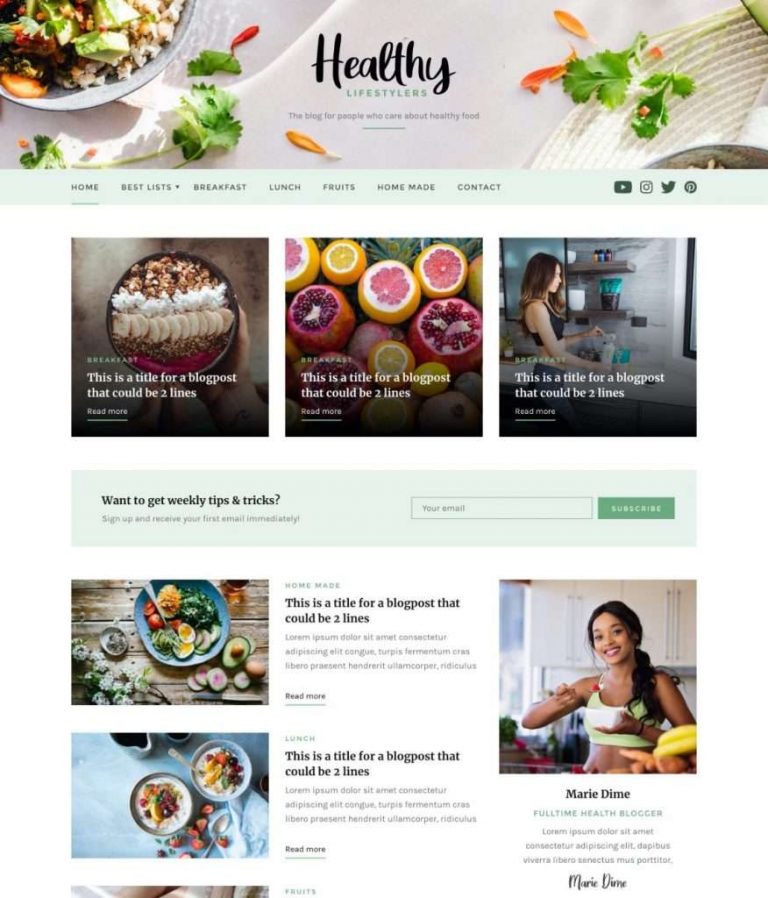 Healthy
LIFESTYLERS
The blog for people who care about healthy food
HOME BEST LISTS BREAKFAST LUNCH FRUITS HOME MADE CONTACT
BREAKFAST
This is a title for a blogpost
that could be 2 lines
Read more
BREAKFAST
This is a title for a blogpost
that could be 2 lines
Read more
BREAKFAST
This is a title for a blogpost
that could be 2 lines
Read more
Want to get weekly tips & tricks?
Sign up and receive your first email immediately!
Your email
SUBSCRIBE
HOME MADE
This is a title for a blogpost that
could be 2 lines
Lorem ipsum dolor sit amet consectetur
adipiscing elit congue, turpis fermentum cras
libero praesent hendrerit ullamcorper, ridiculus
Read more
LUNCH
This is a title for a blogpost that
could be 2 lines
Lorem ipsum dolor sit amet consectetur
adipiscing elit congue, turpis fermentum cras
libero praesent hendrerit ullamcorper, ridiculus
Read more
FRUITS
Marie Dime
FULLTIME HEALTH BLOGGER
Lorem ipsum dolor sit amet
consectetur adipiscing elit, dapibus
viverra libero senectus mus porttitor,
Marie Dime